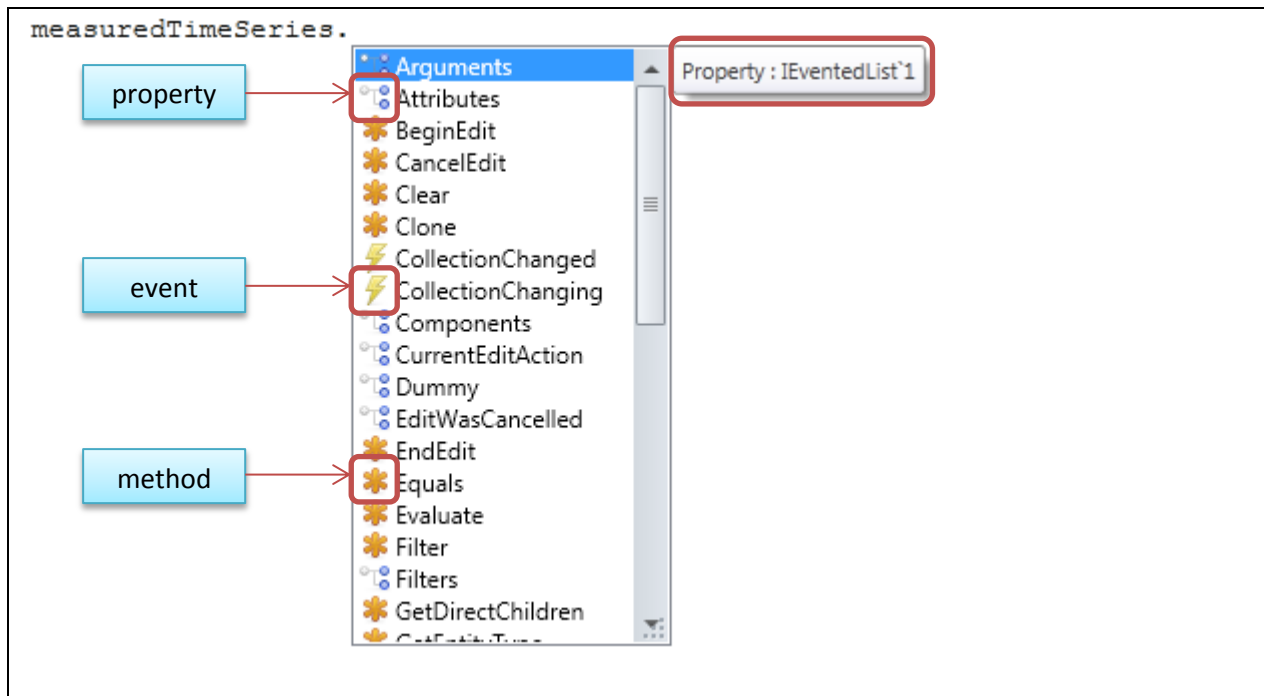 measuredTimeSeries.
Arguments
Property : IEventedList`1
property
Attributes
BeginEdit
CancelEdit
Clear
Clone
CollectionChanged
event
CollectionChanging
Components
CurrentEditAction
Dummy
EditWasCancelled
EndEdit
method
Equals
Evaluate
Filter
Filters
GetDirectChildren